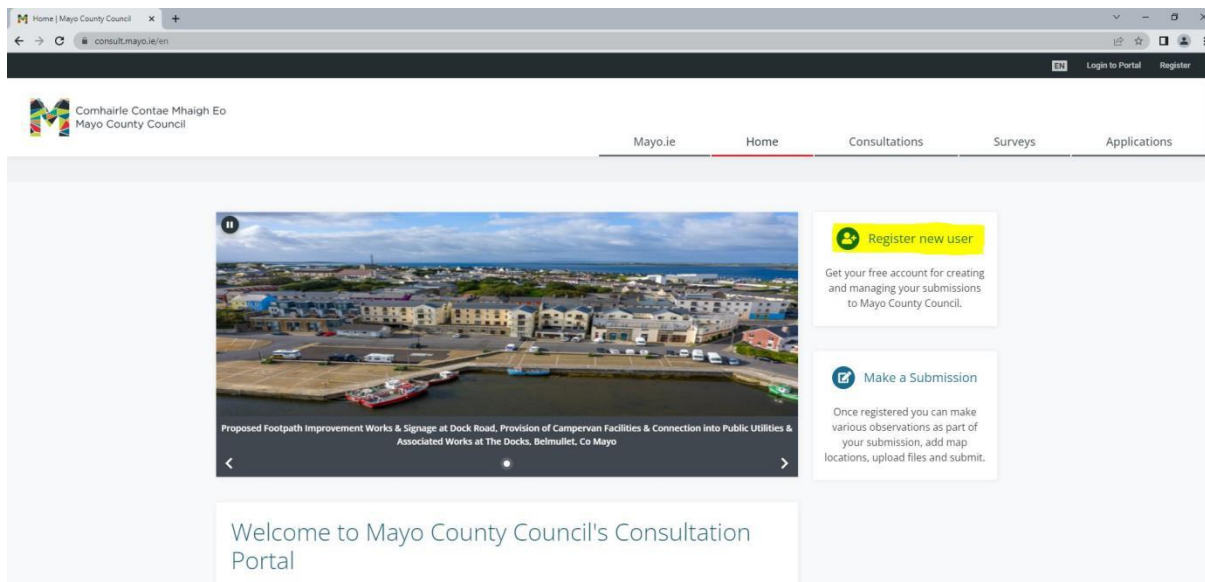 Home | Mayo County Council
consult.mayo.ie/en
EN Login to Portal Register
Comhairle Contae Mhaigh Eo
Mayo County Council
Mayo.ie Home Consultations Surveys Applications
Register new user
Get your free account for creating
and managing your submissions
to Mayo County Council.
Make a Submission
Once registered you can make
various observations as part of
your submission, add map
locations, upload files and submit.
Proposed Footpath Improvement Works & Signage at Dock Road, Provision of Campervan Facilities & Connection into Public Utilities &
Associated Works at The Docks, Belmullet, Co Mayo
Welcome to Mayo County Council's Consultation
Portal